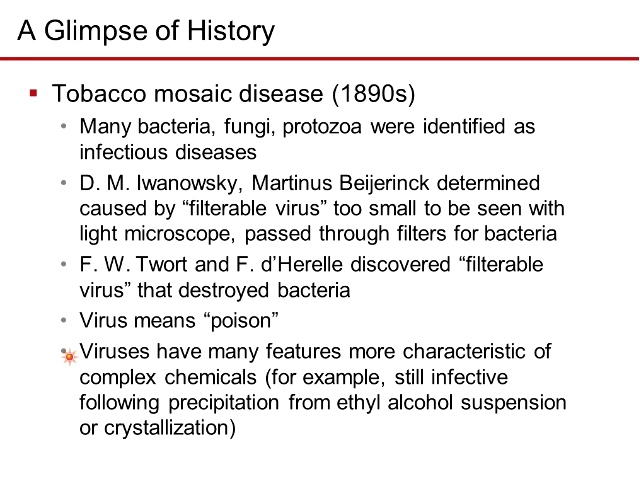 A Glimpse of History
Tobacco mosaic disease (1890s)
Many bacteria, fungi, protozoa were identified as
infectious diseases
D. M. Iwanowsky, Martinus Beijerinck determined
caused by “filterable virus” too small to be seen with
light microscope, passed through filters for bacteria
F. W. Twort and F. d’Herelle discovered “filterable
virus” that destroyed bacteria
Virus means “poison”
Viruses have many features more characteristic of
complex chemicals (for example, still infective
following precipitation from ethyl alcohol suspension
or crystallization)